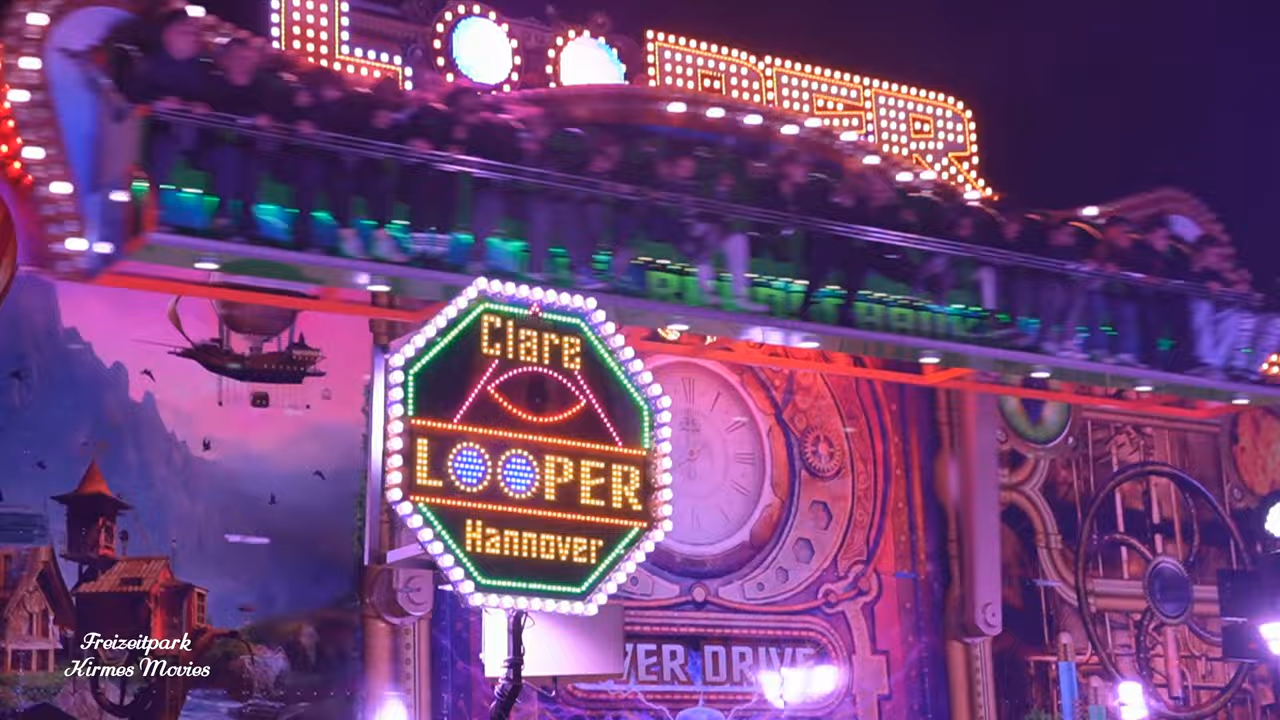 LOOPER
Clare
LOOPER
Hannover
VER DRIVE
Freizeitpark
Kirmes Movies